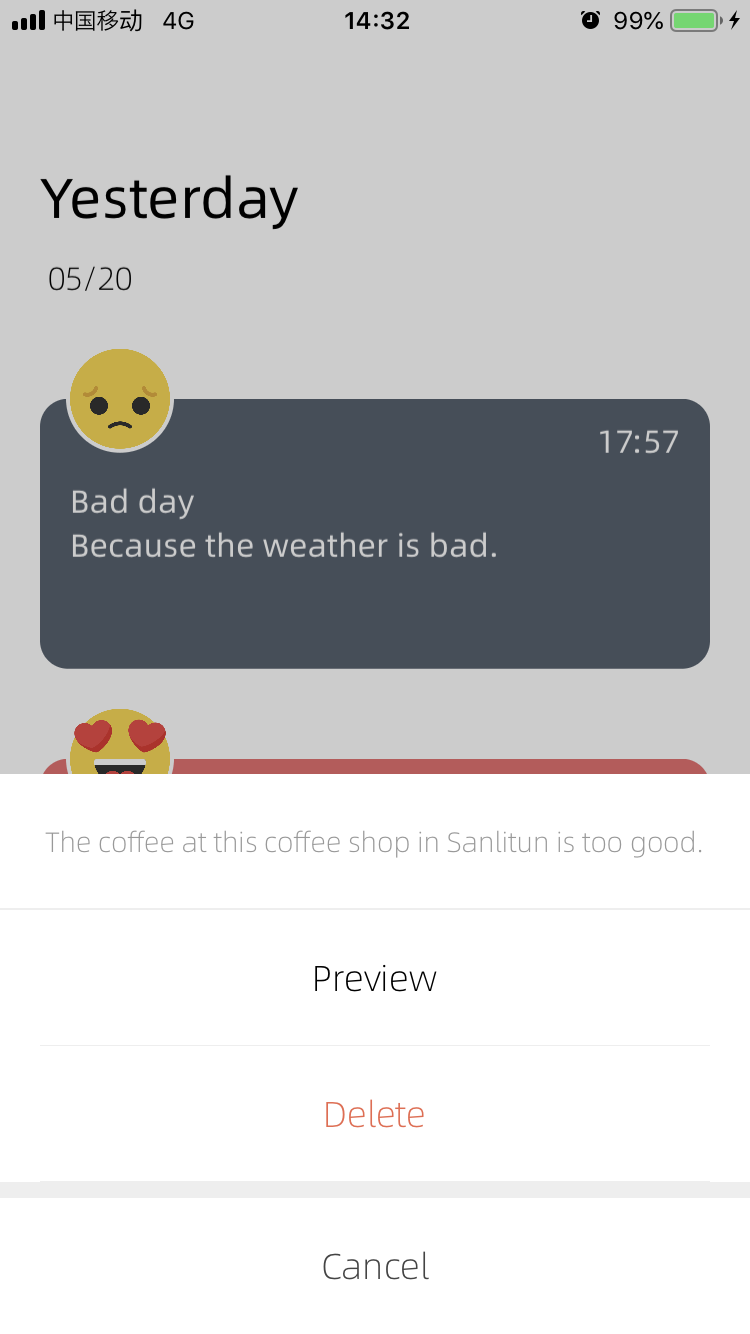 中国移动 4G 14:32 99%
Yesterday
05/20
17:57
Bad day
Because the weather is bad.
The coffee at this coffee shop in Sanlitun is too good.
Preview
Delete
Cancel